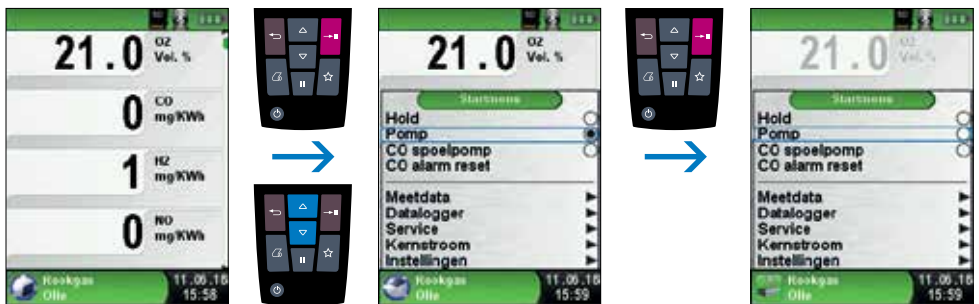 21.0 O2 Vol. %
0 CO mg/KWh
1 H2 mg/KWh
0 NO mg/KWh
Rookgas 11.06.16
Olie 15:58
21.0 O2 Vol. %
Startmenu
Hold
Pomp
CO spoelpomp
CO alarm reset
Meetdata
Datalogger
Service
Kernstroom
Instellingen
Rookgas 11.06.16
Olie 15:59
21.0 O2 Vol. %
Startmenu
Hold
Pomp
CO spoelpomp
CO alarm reset
Meetdata
Datalogger
Service
Kernstroom
Instellingen
Rookgas 11.06.16
Olie 15:59